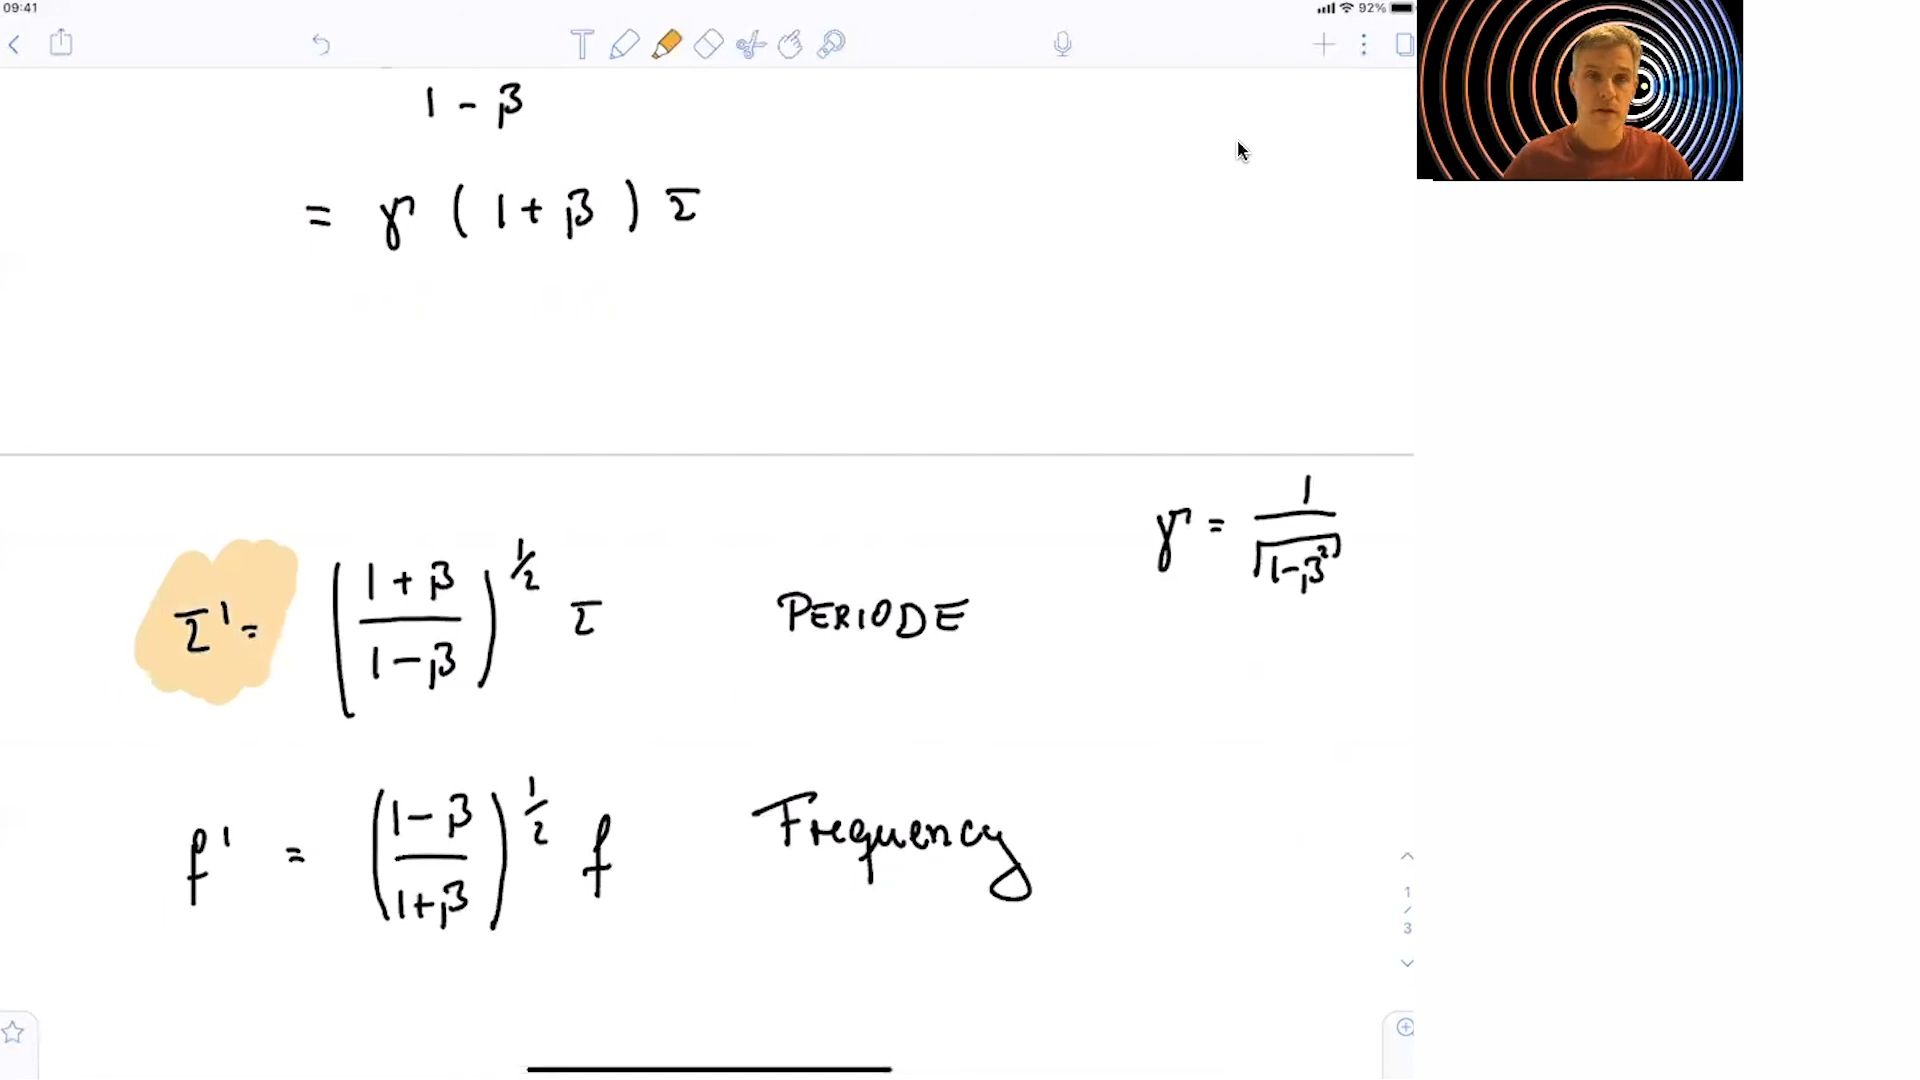 09:41 92%
1 - β
= γ ( 1 + β ) τ
γ = 1 / √(1-β²)
τ' = ( (1+β) / (1-β) )^½ τ PERIODE
f' = ( (1-β) / (1+β) )^½ f Frequency
1
/
3